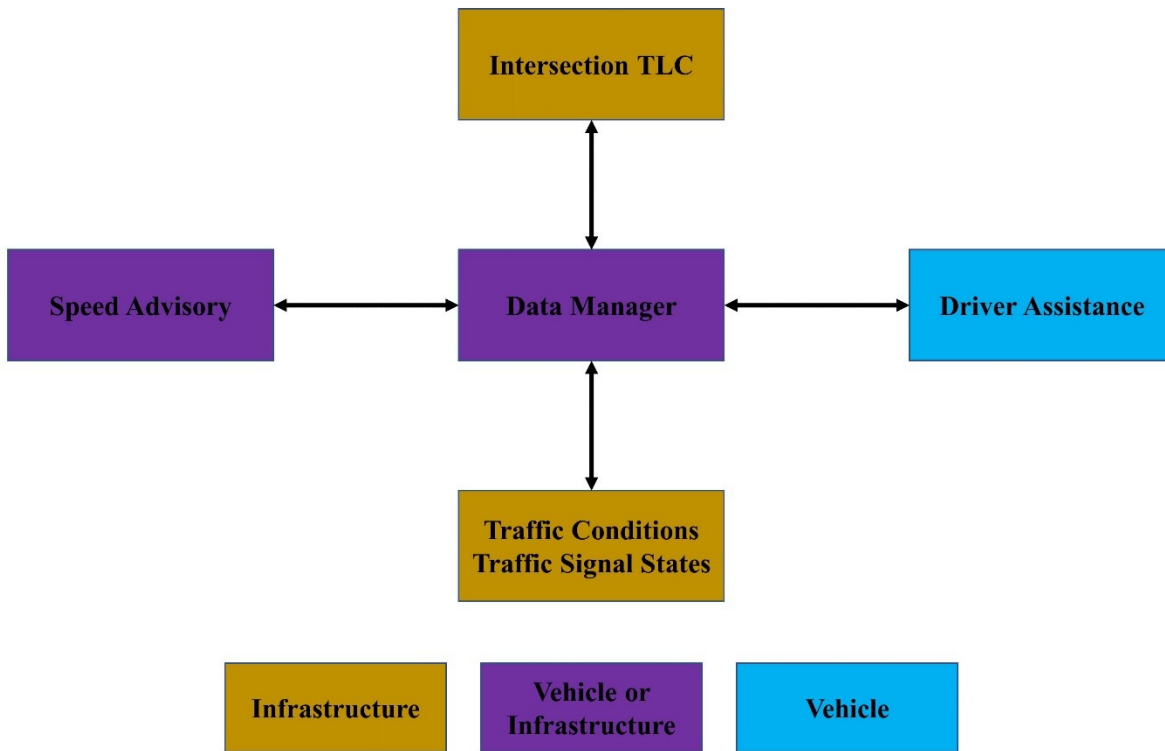 Intersection TLC
Speed Advisory
Data Manager
Driver Assistance
Traffic Conditions
Traffic Signal States
Infrastructure
Vehicle or
Infrastructure
Vehicle